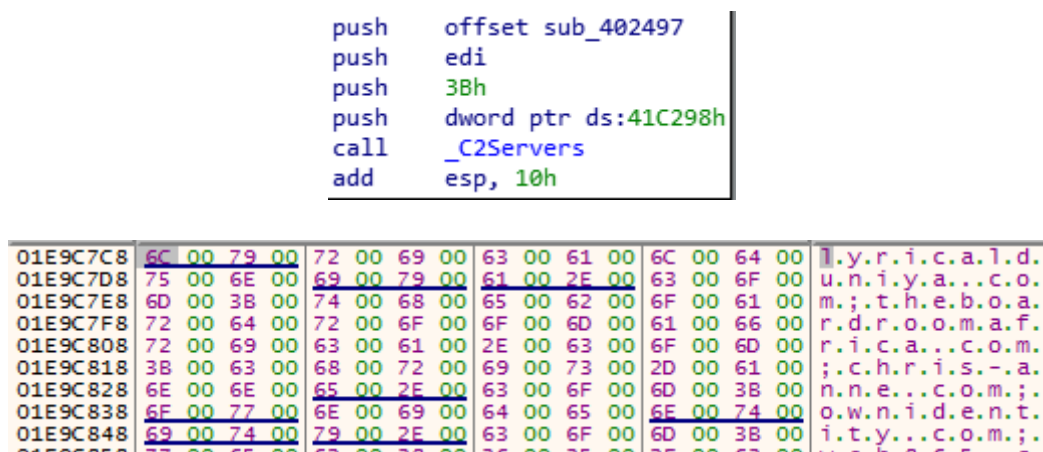 push offset sub_402497
push edi
push 3Bh
push dword ptr ds:41C298h
call _C2Servers
add esp, 10h
01E9C7C8 6C 00 79 00 72 00 69 00 63 00 61 00 6C 00 64 00 l.y.r.i.c.a.l.d.
01E9C7D8 75 00 6E 00 69 00 79 00 61 00 2E 00 63 00 6F 00 u.n.i.y.a...c.o.
01E9C7E8 6D 00 3B 00 74 00 68 00 65 00 62 00 6F 00 61 00 m.;.t.h.e.b.o.a.
01E9C7F8 72 00 64 00 72 00 6F 00 6F 00 6D 00 61 00 66 00 r.d.r.o.o.m.a.f.
01E9C808 72 00 69 00 63 00 61 00 2E 00 63 00 6F 00 6D 00 r.i.c.a...c.o.m.
01E9C818 3B 00 63 00 68 00 72 00 69 00 73 00 2D 00 61 00 ;.c.h.r.i.s.-.a.
01E9C828 6E 00 6E 00 65 00 2E 00 63 00 6F 00 6D 00 3B 00 n.n.e...c.o.m.;.
01E9C838 6F 00 77 00 6E 00 69 00 64 00 65 00 6E 00 74 00 o.w.n.i.d.e.n.t.
01E9C848 69 00 74 00 79 00 2E 00 63 00 6F 00 6D 00 3B 00 i.t.y...c.o.m.;.